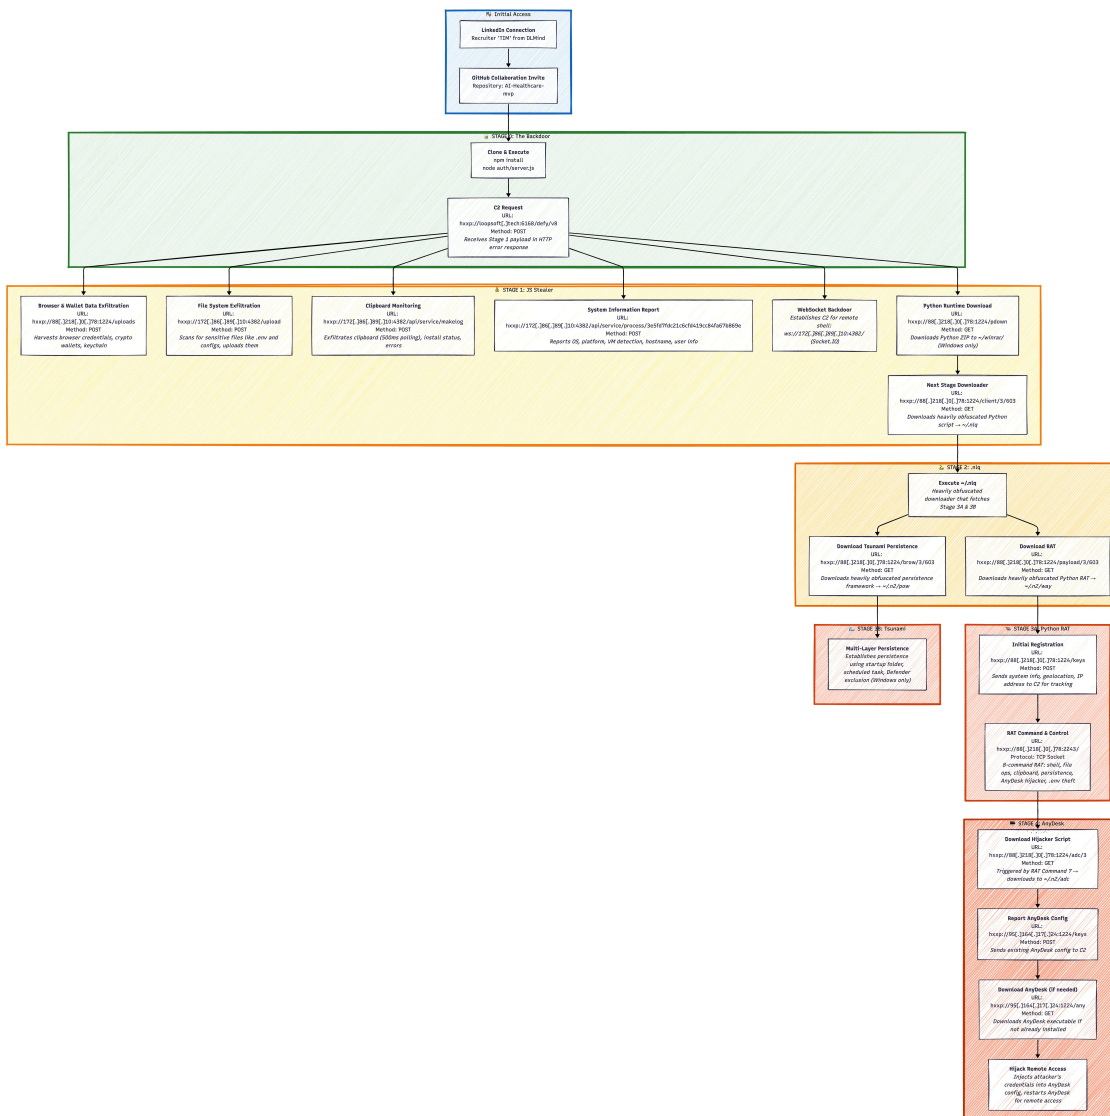 Initial Access
LinkedIn Connection
Recruiter 'TIM' from DLMind
GitHub Collaboration Invite
Repository: AI-Healthcare-
mvp
STAGE 0: The Backdoor
Clone & Execute
npm install
node auth/server.js
C2 Request
URL:
hxxp://loopsoft[.]tech:6168/defy/v8
Method: POST
Receives Stage 1 payload in HTTP
error response
STAGE 1: JS Stealer
Browser & Wallet Data Exfiltration
URL:
hxxp://88[.]218[.]0[.]78:1224/uploads
Method: POST
Harvests browser credentials, crypto
wallets, keychain
File System Exfiltration
URL:
hxxp://172[.]86[.]89[.]10:4382/upload
Method: POST
Scans for sensitive files like .env and
configs, uploads them
Clipboard Monitoring
URL:
hxxp://172[.]86[.]89[.]10:4382/api/service/makelog
Method: POST
Exfiltrates clipboard (500ms polling), install status,
errors
System Information Report
URL:
Method: POST
Reports OS, platform, VM detection, hostname, user info
WebSocket Backdoor
Establishes C2 for remote
shell:
ws://172[.]86[.]89[.]10:4382/
(Socket.IO)
Python Runtime Download
URL:
hxxp://88[.]218[.]0[.]78:1224/pdown
Method: GET
Downloads Python ZIP to ~/winrar/
(Windows only)
Next Stage Downloader
URL:
hxxp://88[.]218[.]0[.]78:1224/client/3/603
Method: GET
Downloads heavily obfuscated Python
script → ~/.nlq
STAGE 2: .nlq
Execute ~/.nlq
Heavily obfuscated
downloader that fetches
Stage 3A & 3B
Download Tsunami Persistence
URL:
hxxp://88[.]218[.]0[.]78:1224/brow/3/603
Method: GET
Downloads heavily obfuscated persistence
framework → ~/.n2/pow
Download RAT
URL:
hxxp://88[.]218[.]0[.]78:1224/payload/3/603
Method: GET
Downloads heavily obfuscated Python RAT →
~/.n2/way
STAGE 3B: Tsunami
Multi-Layer Persistence
Establishes persistence
using startup folder,
scheduled task, Defender
exclusion (Windows only)
STAGE 3A: Python RAT
Initial Registration
URL:
hxxp://88[.]218[.]0[.]78:1224/keys
Method: POST
Sends system info, geolocation, IP
address to C2 for tracking
RAT Command & Control
URL:
hxxp://88[.]218[.]0[.]78:2243/
Protocol: TCP Socket
8-command RAT: shell, file
ops, clipboard, persistence,
AnyDesk hijacker, .env theft
STAGE 4: AnyDesk
Download Hijacker Script
URL:
hxxp://88[.]218[.]0[.]78:1224/adc/3
Method: GET
Triggered by RAT Command 7 →
downloads to ~/.n2/adc
Report AnyDesk Config
URL:
hxxp://95[.]164[.]17[.]24:1224/keys
Method: POST
Sends existing AnyDesk config to C2
Download AnyDesk (if needed)
URL:
hxxp://95[.]164[.]17[.]24:1224/any
Method: GET
Downloads AnyDesk executable if
not already installed
Hijack Remote Access
Injects attacker's
credentials into AnyDesk
config, restarts AnyDesk
for remote access